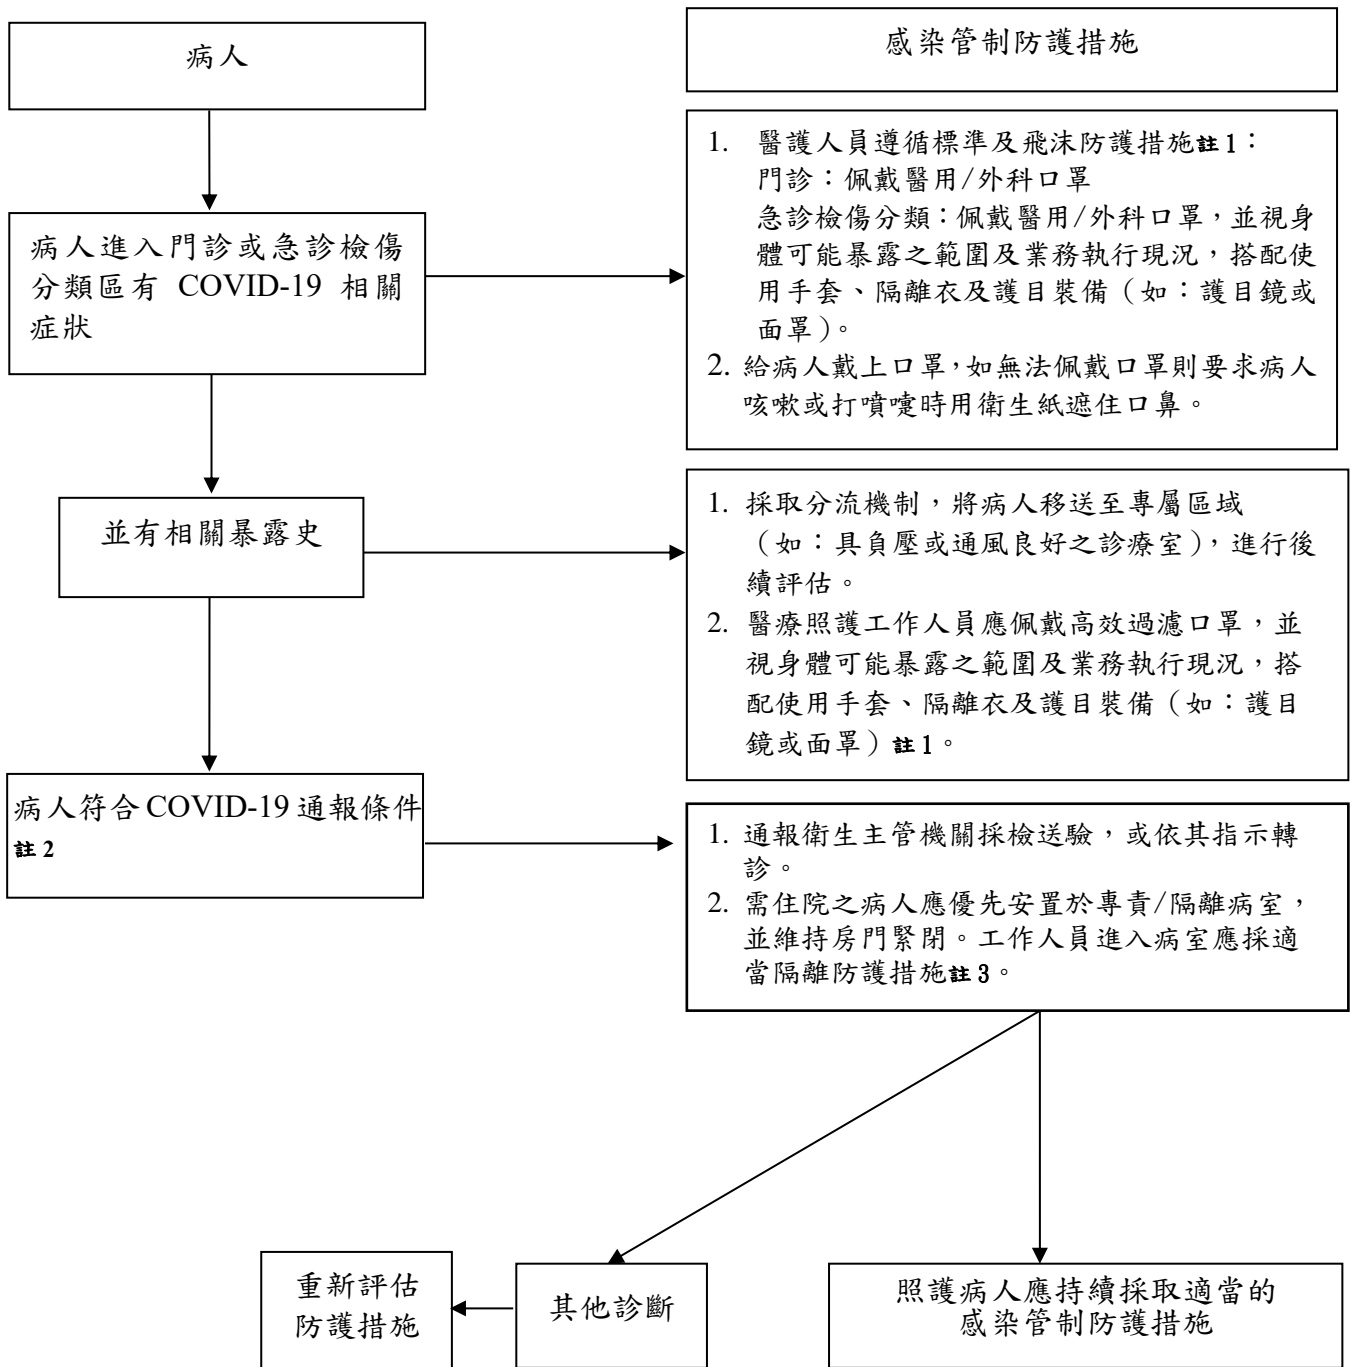 病人
感染管制防護措施
1. 醫護人員遵循標準及飛沫防護措施註1：
門診：佩戴醫用/外科口罩
急診檢傷分類：佩戴醫用/外科口罩，並視身
體可能暴露之範圍及業務執行現況，搭配使
用手套、隔離衣及護目裝備（如：護目鏡或
面罩）。
2. 給病人戴上口罩，如無法佩戴口罩則要求病人
咳嗽或打噴嚏時用衛生紙遮住口鼻。
病人進入門診或急診檢傷
分類區有 COVID-19 相關
症狀
並有相關暴露史
1. 採取分流機制，將病人移送至專屬區域
（如：具負壓或通風良好之診療室），進行後
續評估。
2. 醫療照護工作人員應佩戴高效過濾口罩，並
視身體可能暴露之範圍及業務執行現況，搭
配使用手套、隔離衣及護目裝備（如：護目
鏡或面罩）註1。
病人符合 COVID-19 通報條件
註2
1. 通報衛生主管機關採檢送驗，或依其指示轉
診。
2. 需住院之病人應優先安置於專責/隔離病室，
並維持房門緊閉。工作人員進入病室應採適
當隔離防護措施註3。
重新評估
防護措施
其他診斷
照護病人應持續採取適當的
感染管制防護措施